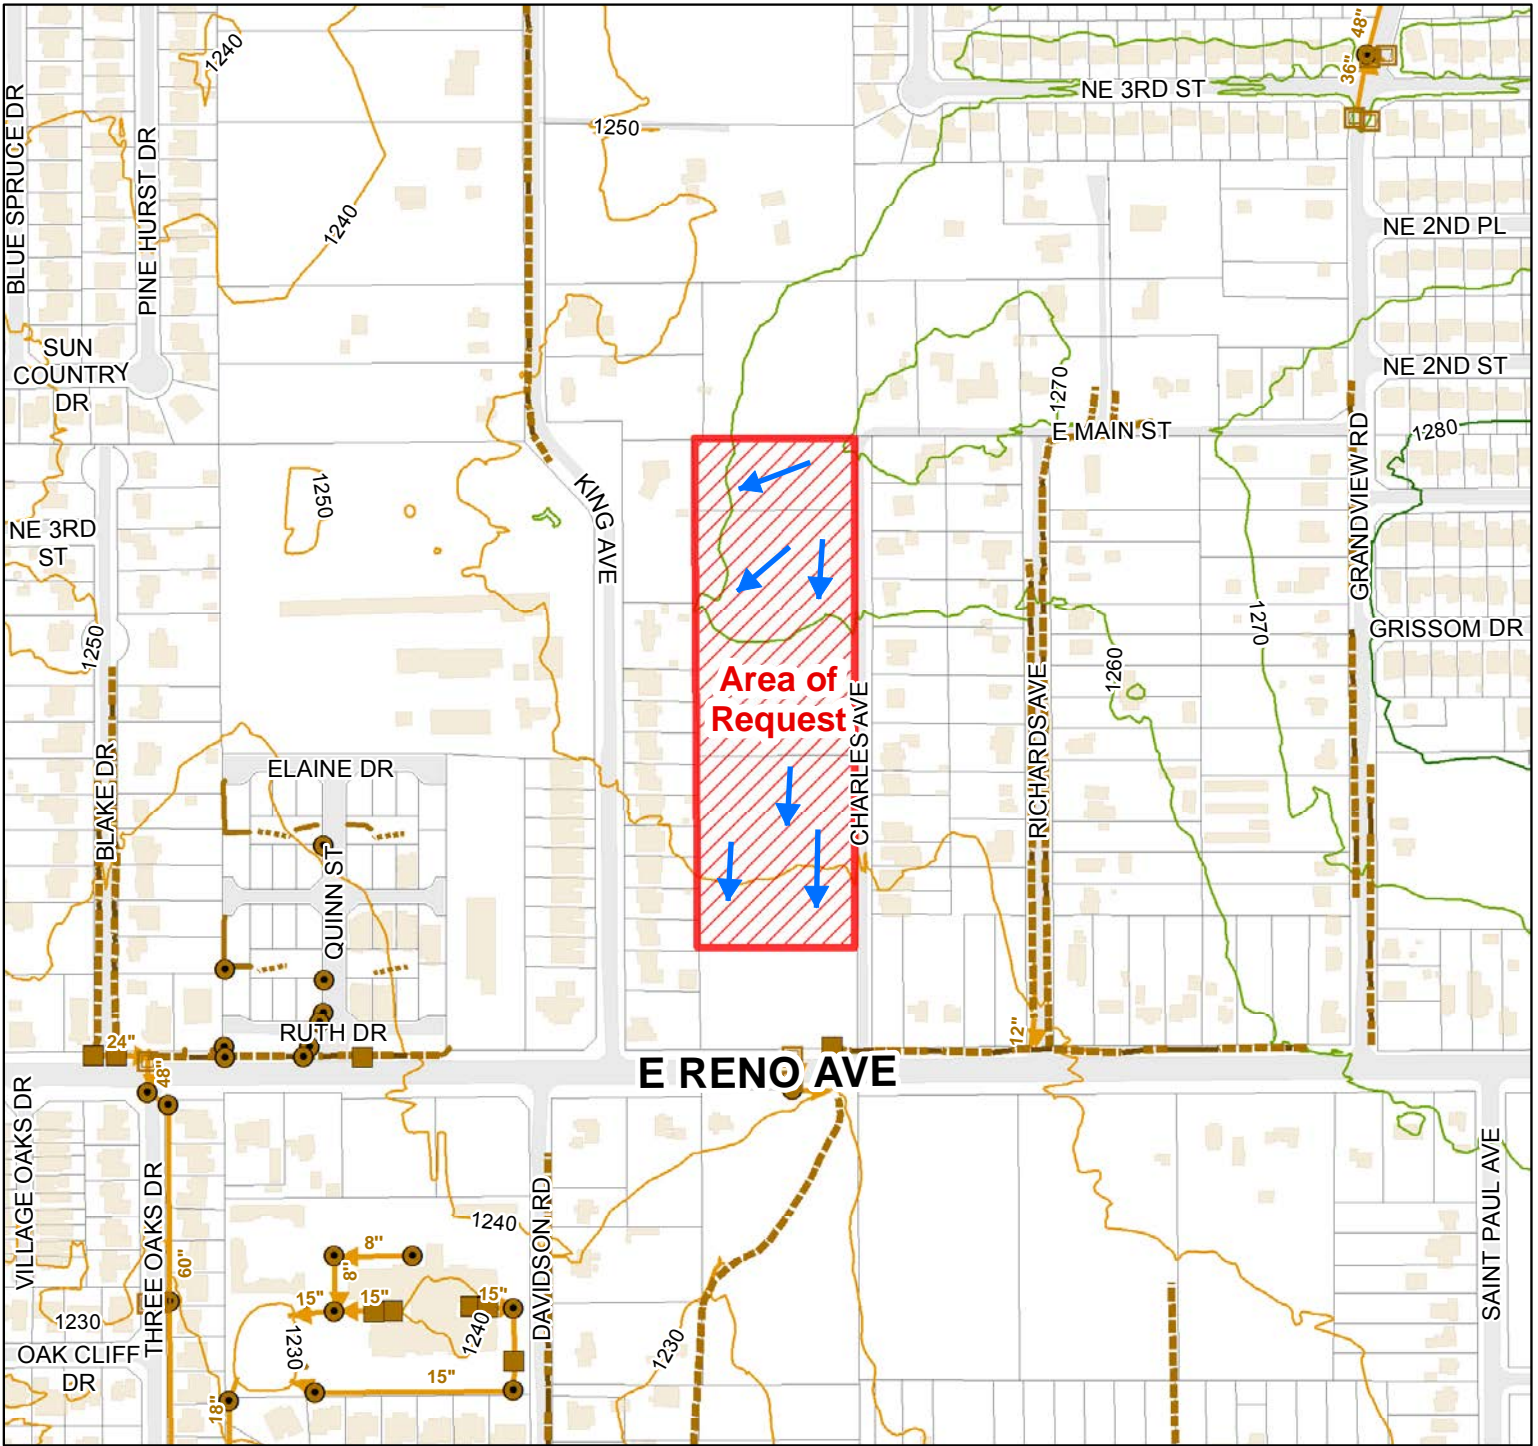 48"
1240
36"
NE 3RD ST
BLUE SPRUCE DR
PINE HURST DR
1250
1240
NE 2ND PL
SUN
COUNTRY
DR
NE 2ND ST
1270
E MAIN ST
1280
GRANDVIEW RD
1250
KING AVE
NE 3RD
ST
1250
1270
GRISSOM DR
1260
Area of
Request
CHARLES AVE
RICHARDS AVE
BLAKE DR
ELAINE DR
QUINN ST
RUTH DR
24"
12"
48"
E RENO AVE
VILLAGE OAKS DR
THREE OAKS DR
DAVIDSON RD
SAINT PAUL AVE
1240
8"
60"
8"
15"
15"
15"
1230
1230
1240
1230
OAK CLIFF
DR
15"
18"